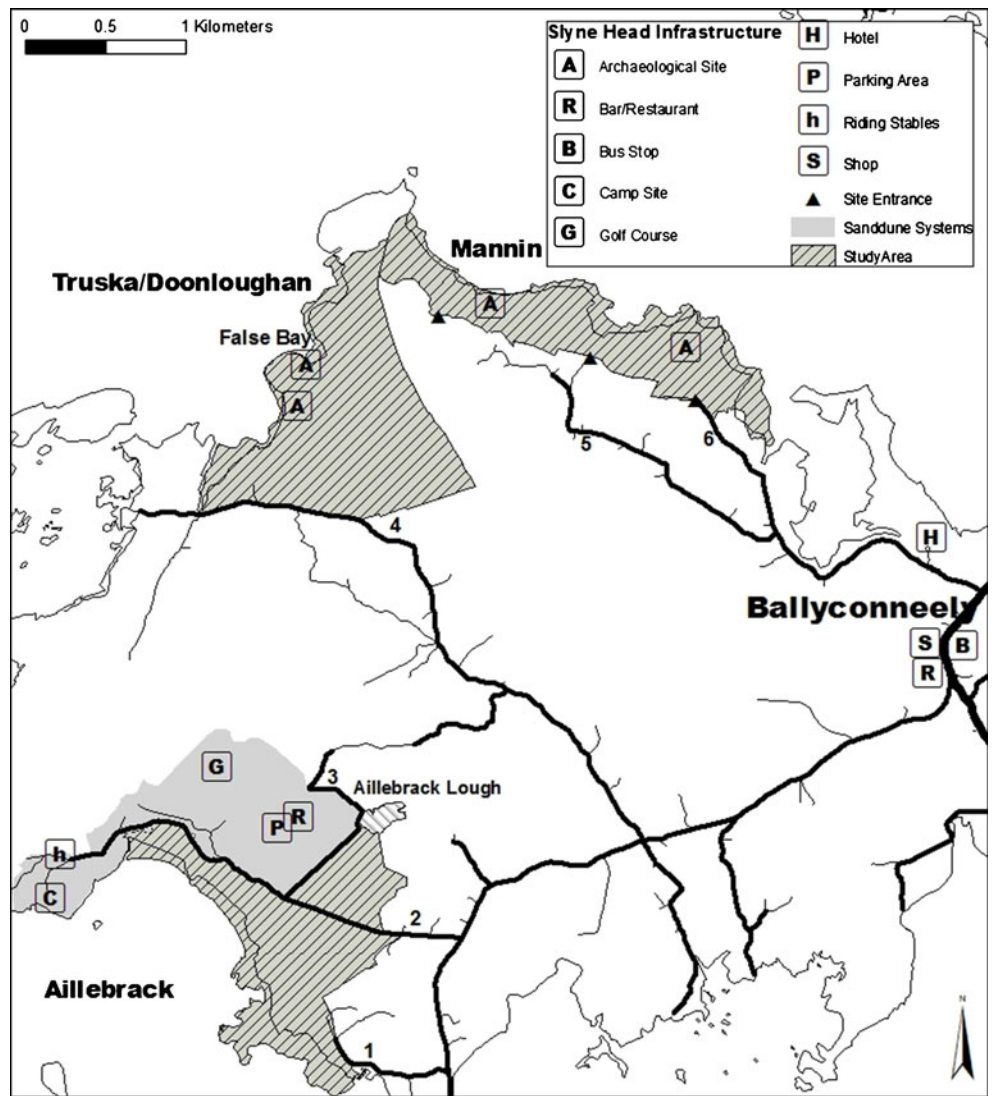 0 0.5 1 Kilometers
Slyne Head Infrastructure
A Archaeological Site
R Bar/Restaurant
B Bus Stop
C Camp Site
G Golf Course
H Hotel
P Parking Area
h Riding Stables
S Shop
Site Entrance
Sanddune Systems
StudyArea
Mannin
Truska/Doonloughan
A
False Bay
A
A
A
5
6
4
H
Ballyconneely
S B
R
G
3
Aillebrack Lough
P R
h
C
2
Aillebrack
1
N